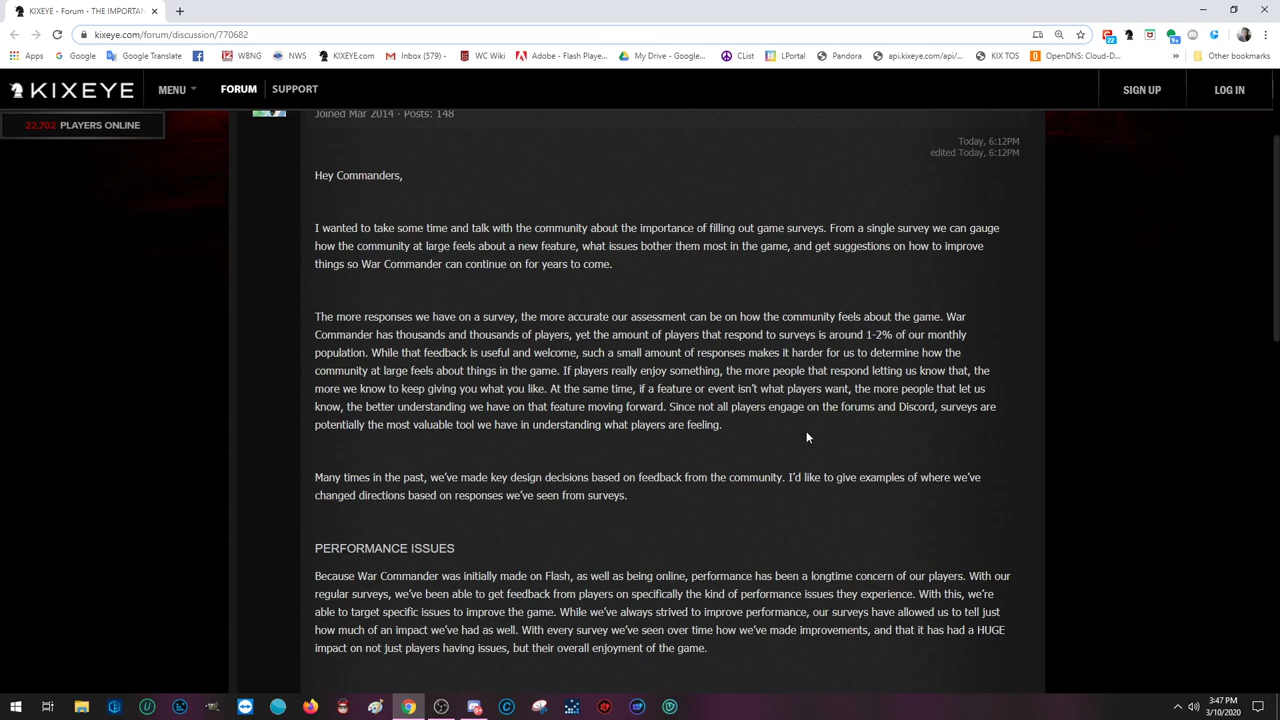 KIXEYE - Forum - THE IMPORTAN
kixeye.com/forum/discussion/770682
Apps
Google
Google Translate
WBNG
NWS
KIXEYE.com
Inbox (579) -
WC Wiki
Adobe - Flash Playe...
My Drive - Google...
CList
LPortal
Pandora
api.kixeye.com/api/...
KIX TOS
OpenDNS: Cloud-D...
»
Other bookmarks
KIXEYE
MENU
FORUM
SUPPORT
SIGN UP
LOG IN
22,702 PLAYERS ONLINE
Joined Mar 2014 · Posts: 148
Today, 6:12PM
edited Today, 6:12PM
Hey Commanders,
I wanted to take some time and talk with the community about the importance of filling out game surveys. From a single survey we can gauge
how the community at large feels about a new feature, what issues bother them most in the game, and get suggestions on how to improve
things so War Commander can continue on for years to come.
The more responses we have on a survey, the more accurate our assessment can be on how the community feels about the game. War
Commander has thousands and thousands of players, yet the amount of players that respond to surveys is around 1-2% of our monthly
population. While that feedback is useful and welcome, such a small amount of responses makes it harder for us to determine how the
community at large feels about things in the game. If players really enjoy something, the more people that respond letting us know that, the
more we know to keep giving you what you like. At the same time, if a feature or event isn't what players want, the more people that let us
know, the better understanding we have on that feature moving forward. Since not all players engage on the forums and Discord, surveys are
potentially the most valuable tool we have in understanding what players are feeling.
Many times in the past, we've made key design decisions based on feedback from the community. I'd like to give examples of where we've
changed directions based on responses we've seen from surveys.
PERFORMANCE ISSUES
Because War Commander was initially made on Flash, as well as being online, performance has been a longtime concern of our players. With our
regular surveys, we've been able to get feedback from players on specifically the kind of performance issues they experience. With this, we're
able to target specific issues to improve the game. While we've always strived to improve performance, our surveys have allowed us to tell just
how much of an impact we've had as well. With every survey we've seen over time how we've made improvements, and that it has had a HUGE
impact on not just players having issues, but their overall enjoyment of the game.
3:47 PM
3/10/2020